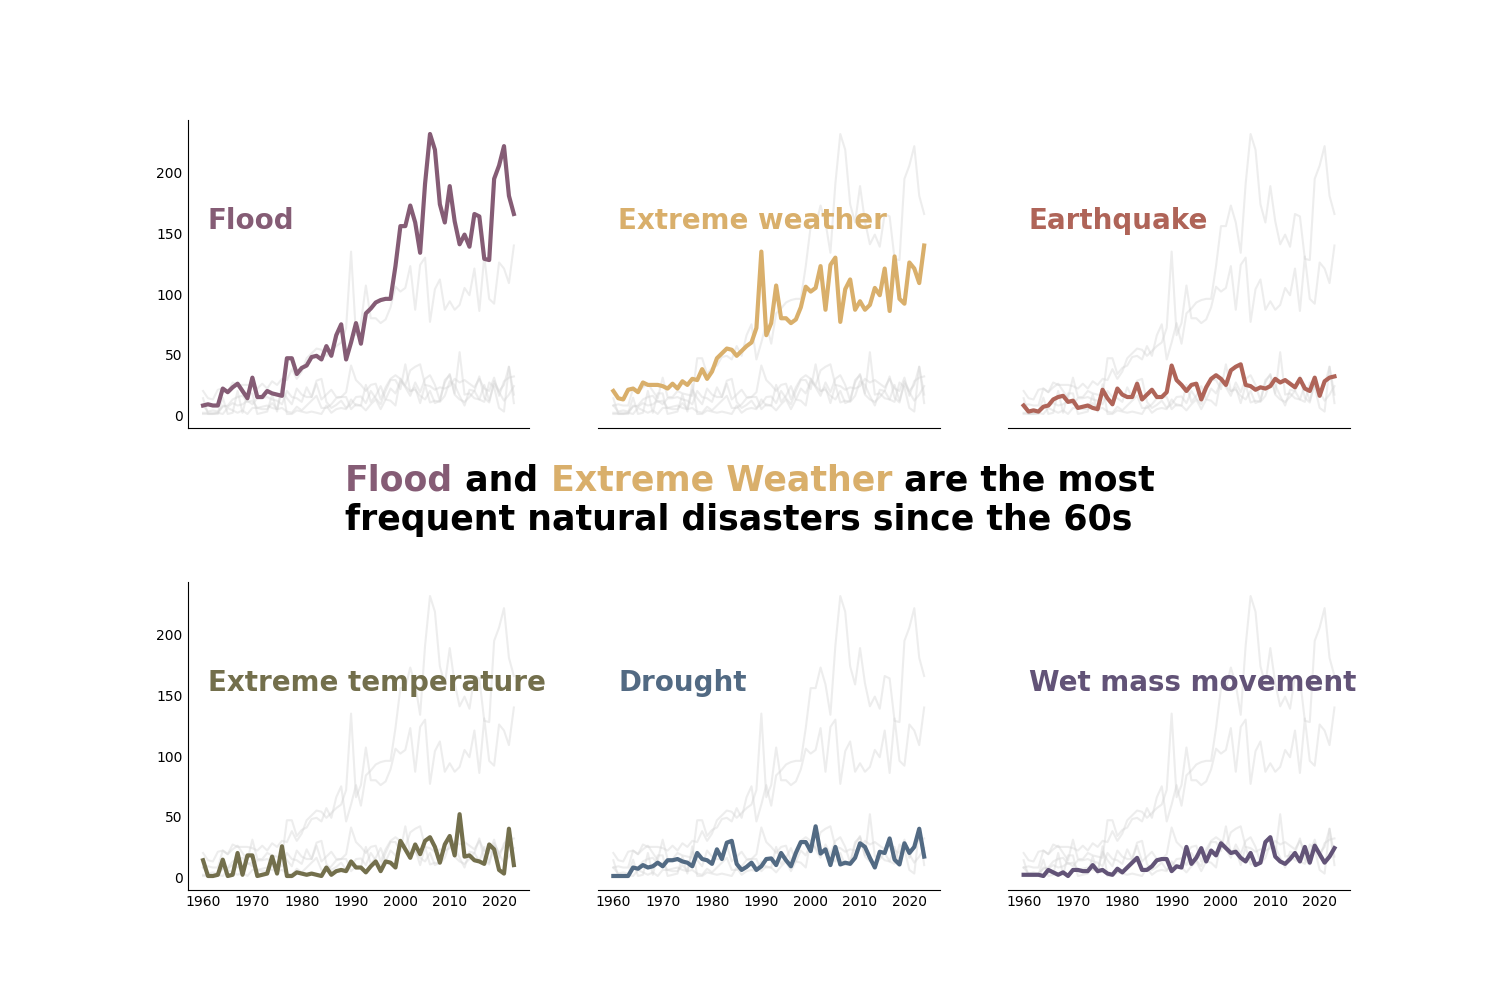 200
150
100
50
0
Flood
Extreme weather
Earthquake
Flood and Extreme Weather are the most
frequent natural disasters since the 60s
200
150
100
50
0
Extreme temperature
Drought
Wet mass movement
1960 1970 1980 1990 2000 2010 2020
1960 1970 1980 1990 2000 2010 2020
1960 1970 1980 1990 2000 2010 2020